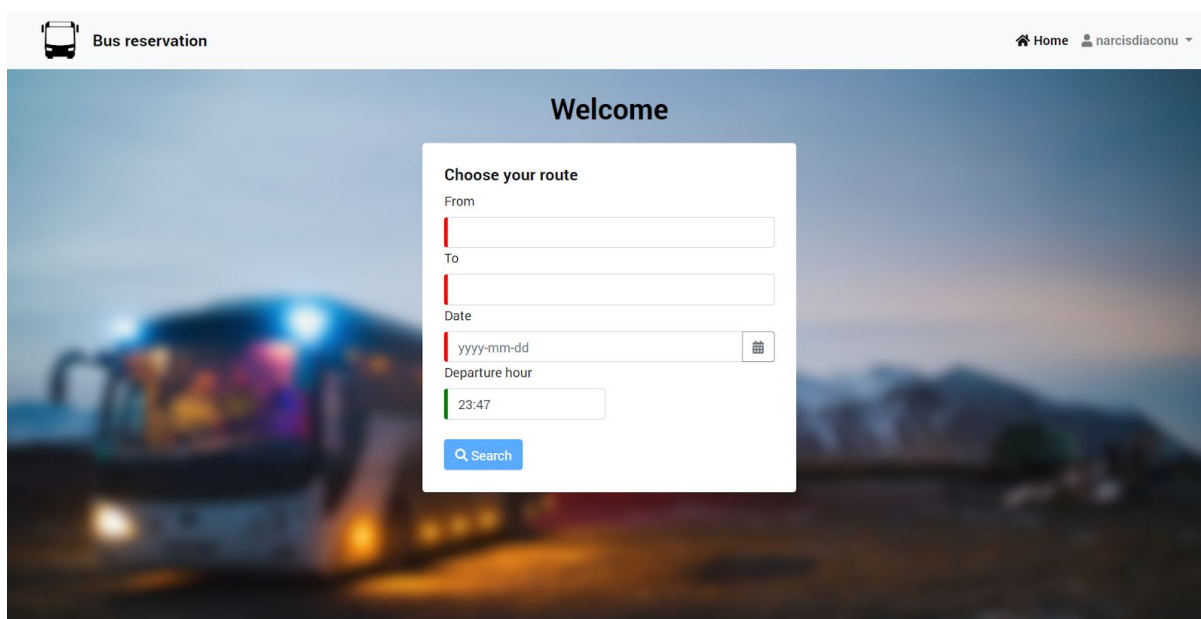 Bus reservation
Home narcisdiaconu
Welcome
Choose your route
From
To
Date
yyyy-mm-dd
Departure hour
23:47
Search